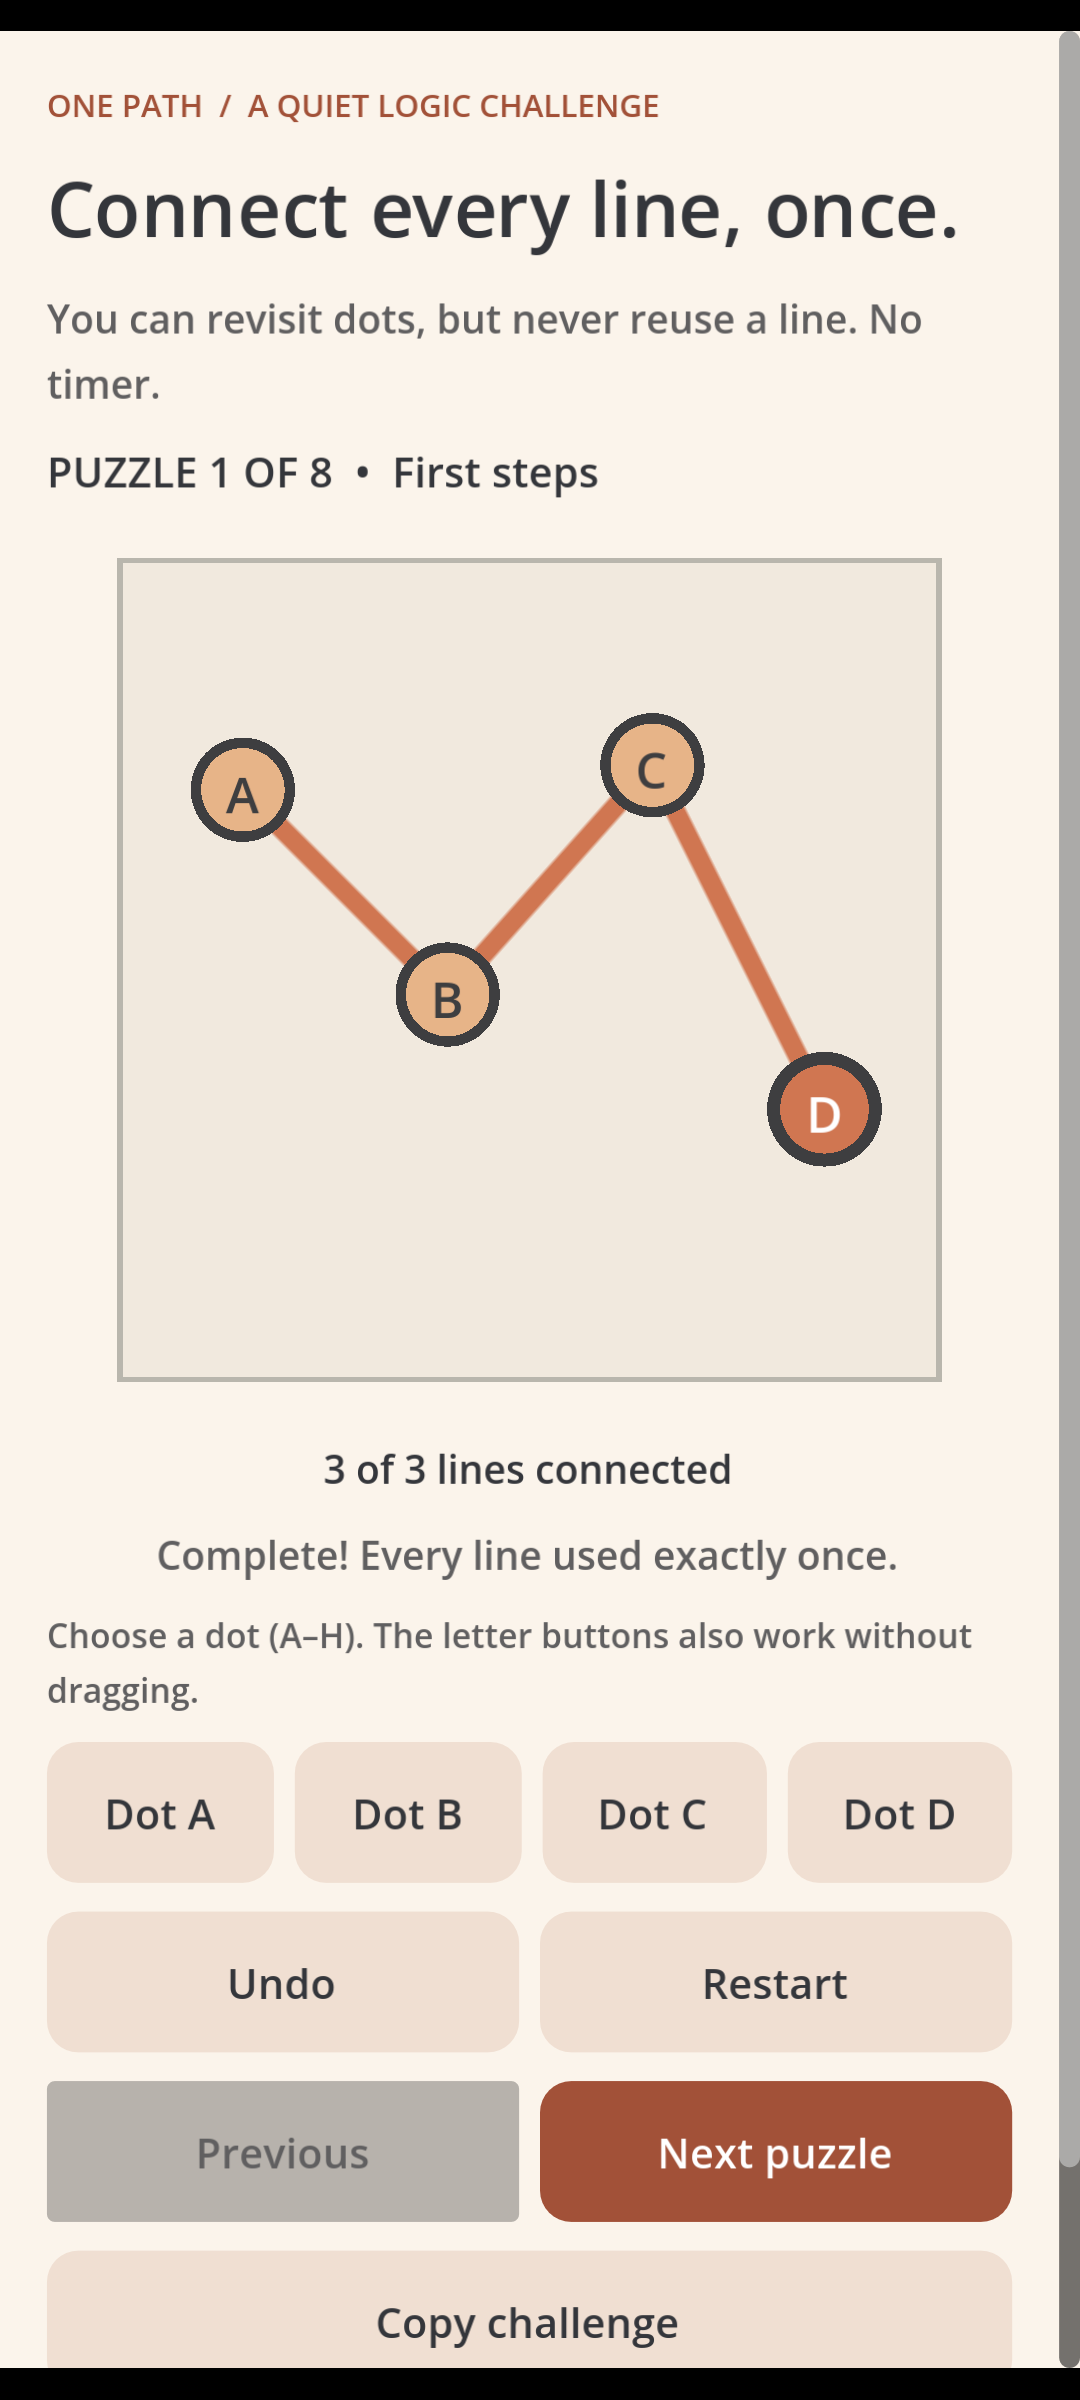 ONE PATH / A QUIET LOGIC CHALLENGE
Connect every line, once.
You can revisit dots, but never reuse a line. No
timer.
PUZZLE 1 OF 8 • First steps
A
C
B
D
3 of 3 lines connected
Complete! Every line used exactly once.
Choose a dot (A–H). The letter buttons also work without
dragging.
Dot A
Dot B
Dot C
Dot D
Undo
Restart
Previous
Next puzzle
Copy challenge